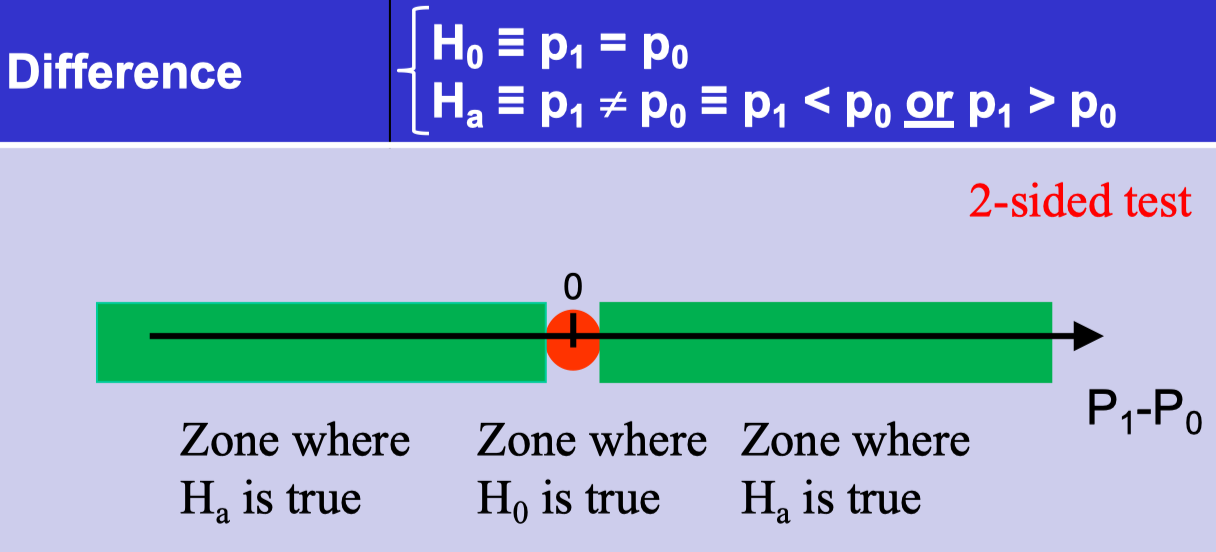 Difference
H₀ ≡ p₁ = p₀
Hₐ ≡ p₁ ≠ p₀ ≡ p₁ < p₀ or p₁ > p₀
2-sided test
0
P₁-P₀
Zone where
Hₐ is true
Zone where
H₀ is true
Zone where
Hₐ is true